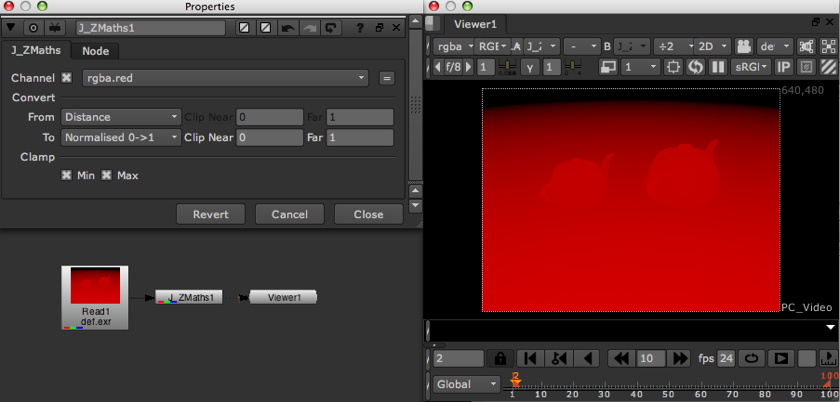 Properties
J_ZMaths1
?
J_ZMaths Node
Channel rgba.red =
Convert
From Distance Clip Near 0 Far 1
To Normalised 0->1 Clip Near 0 Far 1
Clamp
Min Max
Revert Cancel Close
Read1
def.exr
J_ZMaths1
Viewer1
Viewer1
rgba RGB A J_Z - B J_Z ÷2 2D de
f/8 1 Y 1 1 sRGB IP
640,480
PC_Video
2 10 fps 24
Global
2 100
1 10 20 30 40 50 60 70 80 90 100